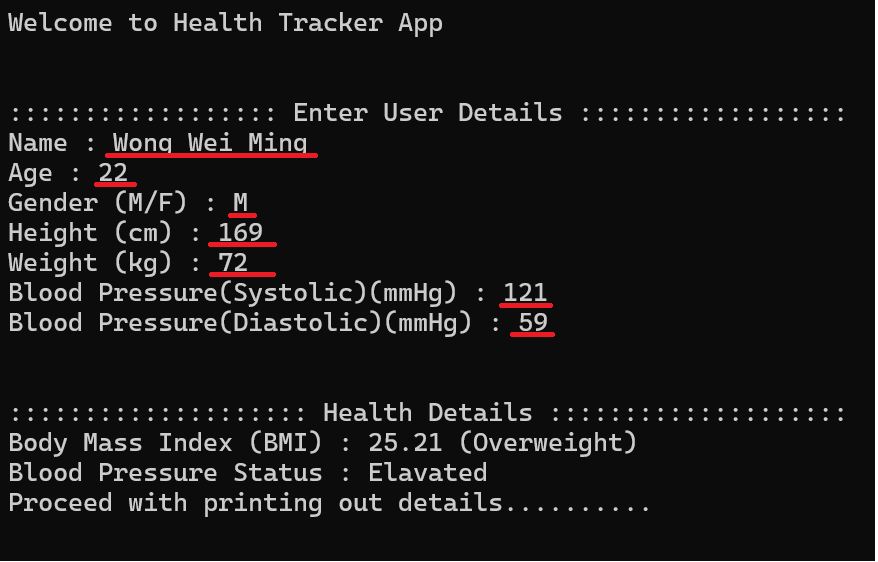 Welcome to Health Tracker App
:::::::::::::::::: Enter User Details ::::::::::::::::::
Name : Wong Wei Ming
Age : 22
Gender (M/F) : M
Height (cm) : 169
Weight (kg) : 72
Blood Pressure(Systolic)(mmHg) : 121
Blood Pressure(Diastolic)(mmHg) : 59
:::::::::::::::::::: Health Details ::::::::::::::::::::
Body Mass Index (BMI) : 25.21 (Overweight)
Blood Pressure Status : Elavated
Proceed with printing out details..........